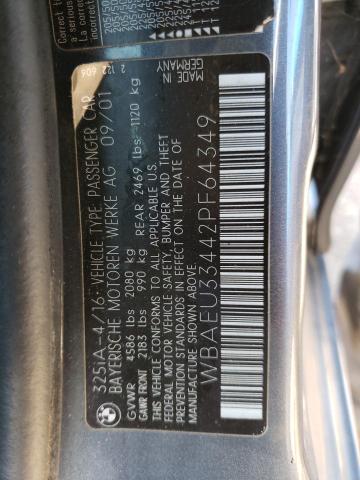 2 122 604
MADE IN
GERMANY
325iA-4/16-VEHICLE TYPE: PASSENGER CAR
BAYERISCHE MOTOREN WERKE AG 09/01
GVWR 4586 lbs 2080 kg
GAWR FRONT 2183 lbs 990 kg REAR 2469 lbs 1120 kg
THIS VEHICLE CONFORMS TO ALL APPLICABLE U.S.
FEDERAL MOTOR VEHICLE SAFETY, BUMPER AND THEFT
PREVENTION STANDARDS IN EFFECT ON THE DATE OF
MANUFACTURE SHOWN ABOVE.
WBAEU33442PF64349